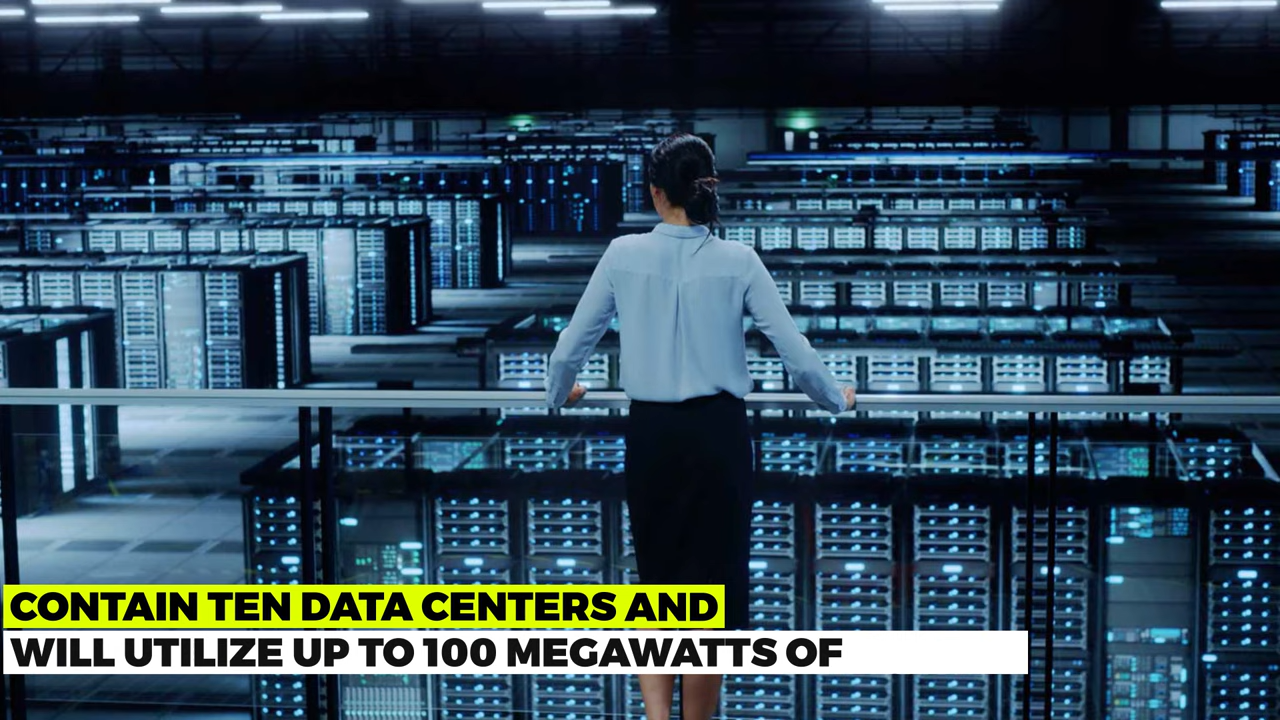 CONTAIN TEN DATA CENTERS AND
WILL UTILIZE UP TO 100 MEGAWATTS OF